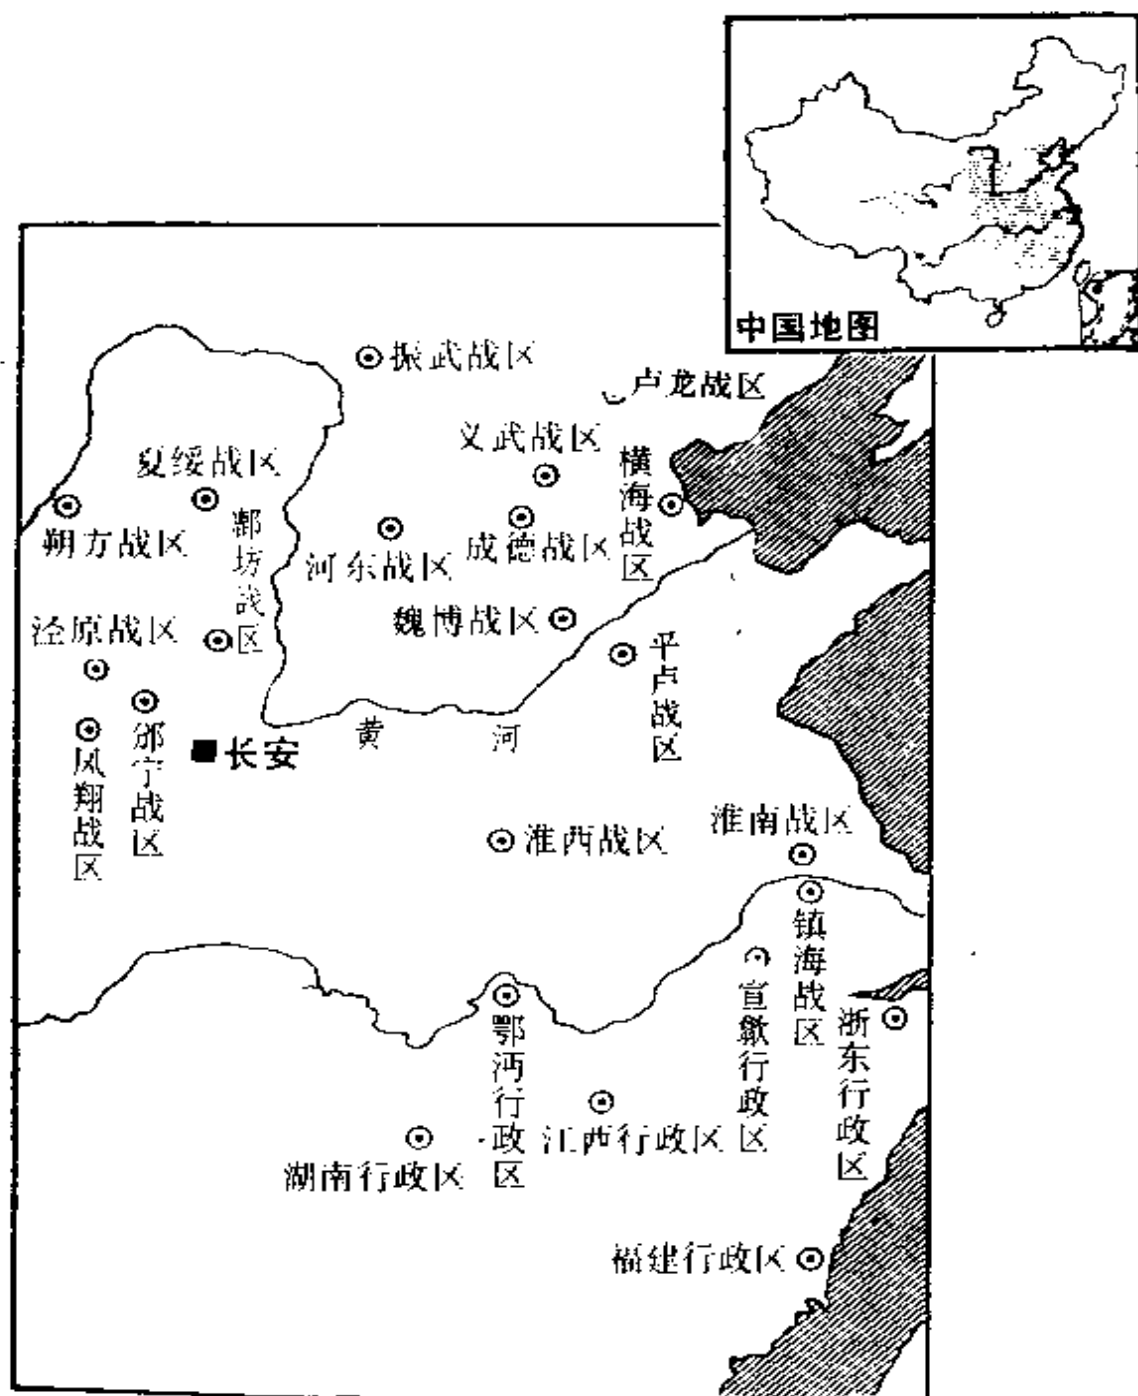 中国地图
振武战区
卢龙战区
义武战区
横海战区
夏绥战区
朔方战区
鄜坊战区
河东战区
成德战区
魏博战区
泾原战区
平卢战区
邠宁战区
凤翔战区
长安
黄河
淮西战区
淮南战区
镇海战区
宣歙行政区
浙东行政区
鄂沔行政区
江西行政区
湖南行政区
福建行政区